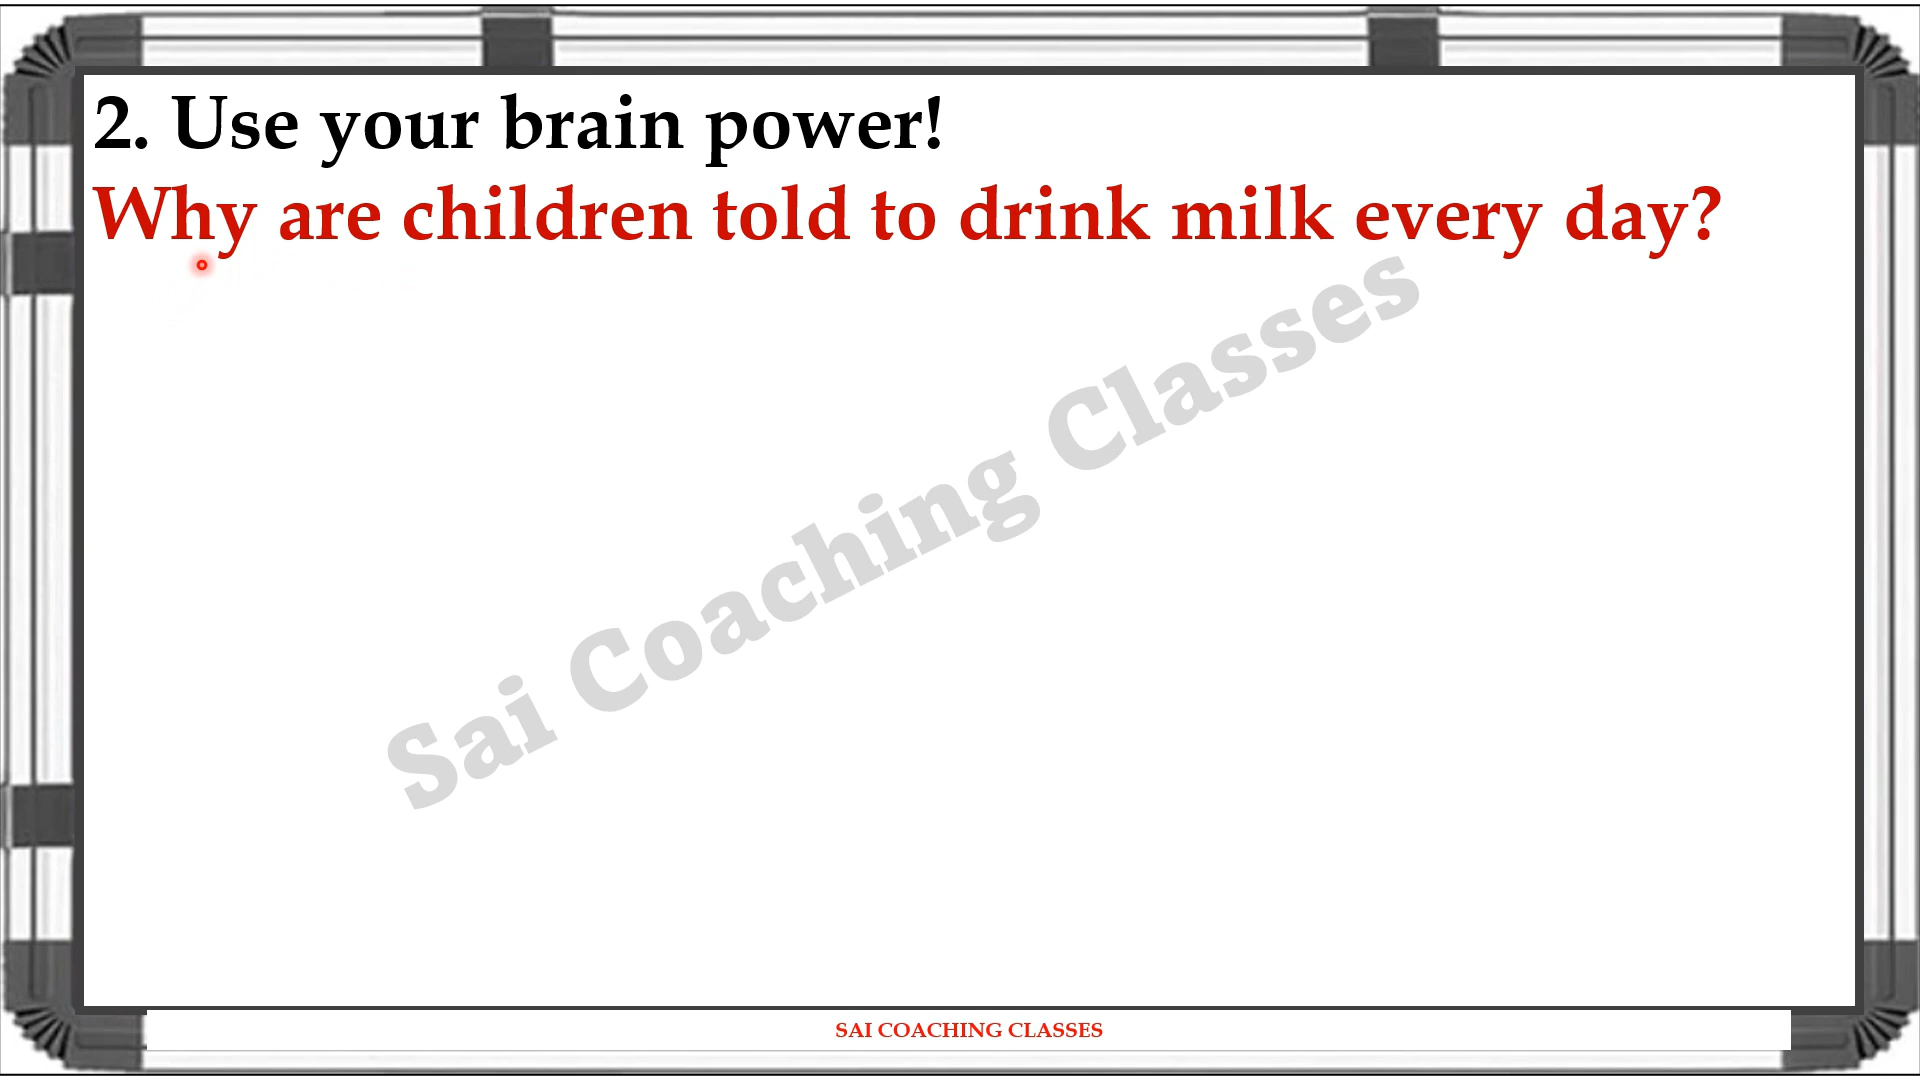 2. Use your brain power!
Why are children told to drink milk every day?
Sai Coaching Classes
SAI COACHING CLASSES